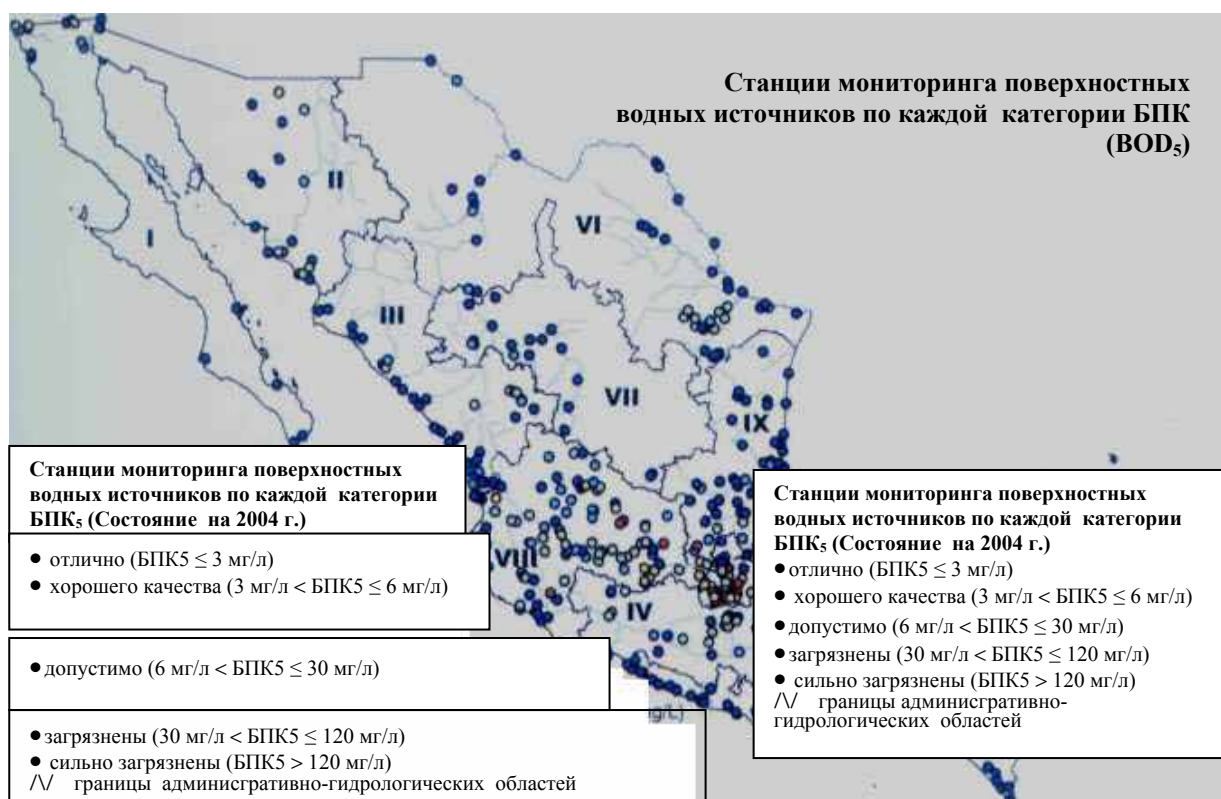 Станции мониторинга поверхностных
водных источников по каждой категории БПК
(BOD₅)
II
I
VI
III
VII
IX
VIII
IV
Станции мониторинга поверхностных
водных источников по каждой категории
БПК₅ (Состояние на 2004 г.)
● отлично (БПК5 ≤ 3 мг/л)
● хорошего качества (3 мг/л < БПК5 ≤ 6 мг/л)
● допустимо (6 мг/л < БПК5 ≤ 30 мг/л)
● загрязнены (30 мг/л < БПК5 ≤ 120 мг/л)
● сильно загрязнены (БПК5 > 120 мг/л)
/\/ границы админисгративно-гидрологических областей
Станции мониторинга поверхностных
водных источников по каждой категории
БПК₅ (Состояние на 2004 г.)
● отлично (БПК5 ≤ 3 мг/л)
● хорошего качества (3 мг/л < БПК5 ≤ 6 мг/л)
● допустимо (6 мг/л < БПК5 ≤ 30 мг/л)
● загрязнены (30 мг/л < БПК5 ≤ 120 мг/л)
● сильно загрязнены (БПК5 > 120 мг/л)
/\/ границы админисгративно-
гидрологических областей